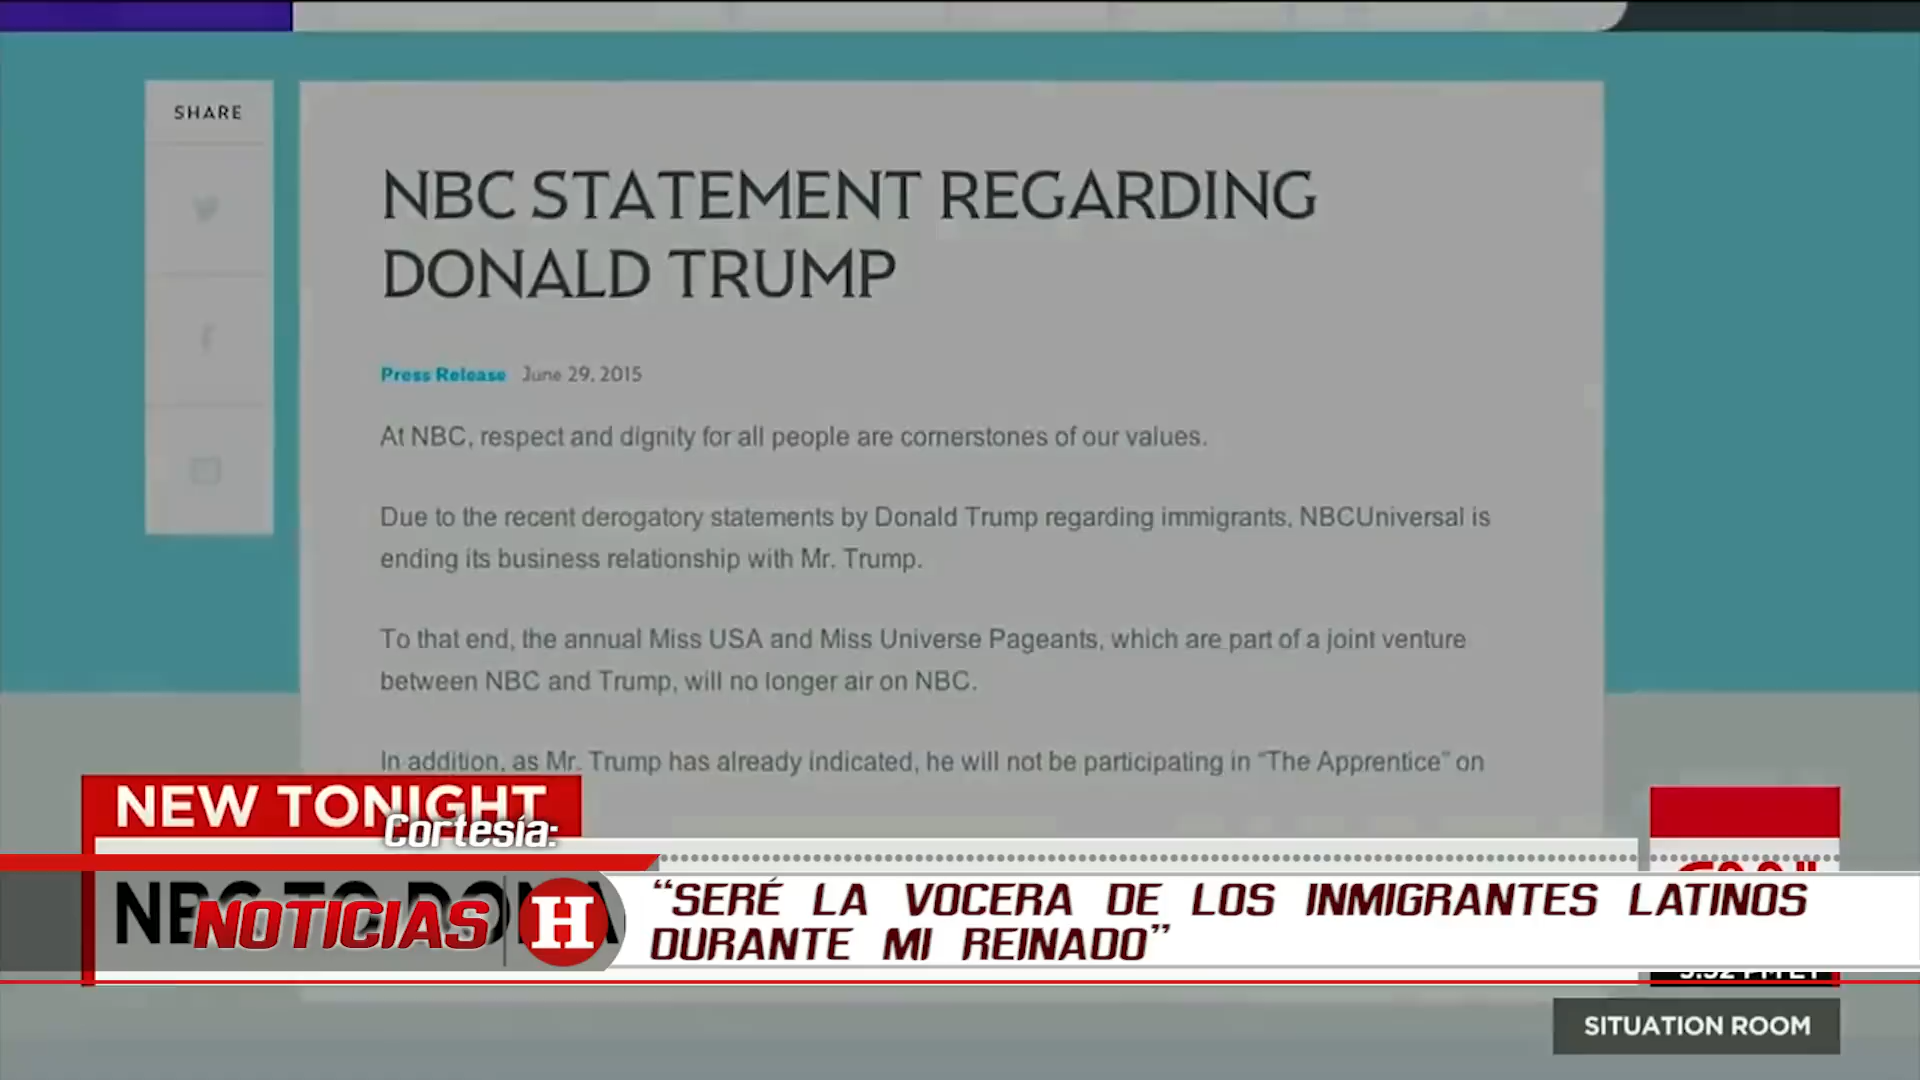 SHARE
NBC STATEMENT REGARDING
DONALD TRUMP
Press Release June 29, 2015
At NBC, respect and dignity for all people are cornerstones of our values.
Due to the recent derogatory statements by Donald Trump regarding immigrants, NBCUniversal is
ending its business relationship with Mr. Trump.
To that end, the annual Miss USA and Miss Universe Pageants, which are part of a joint venture
between NBC and Trump, will no longer air on NBC.
In addition, as Mr. Trump has already indicated, he will not be participating in “The Apprentice” on
NEW TONIGHT
Cortesía:
NOTICIAS H
“SERÉ LA VOCERA DE LOS INMIGRANTES LATINOS
DURANTE MI REINADO”
SITUATION ROOM